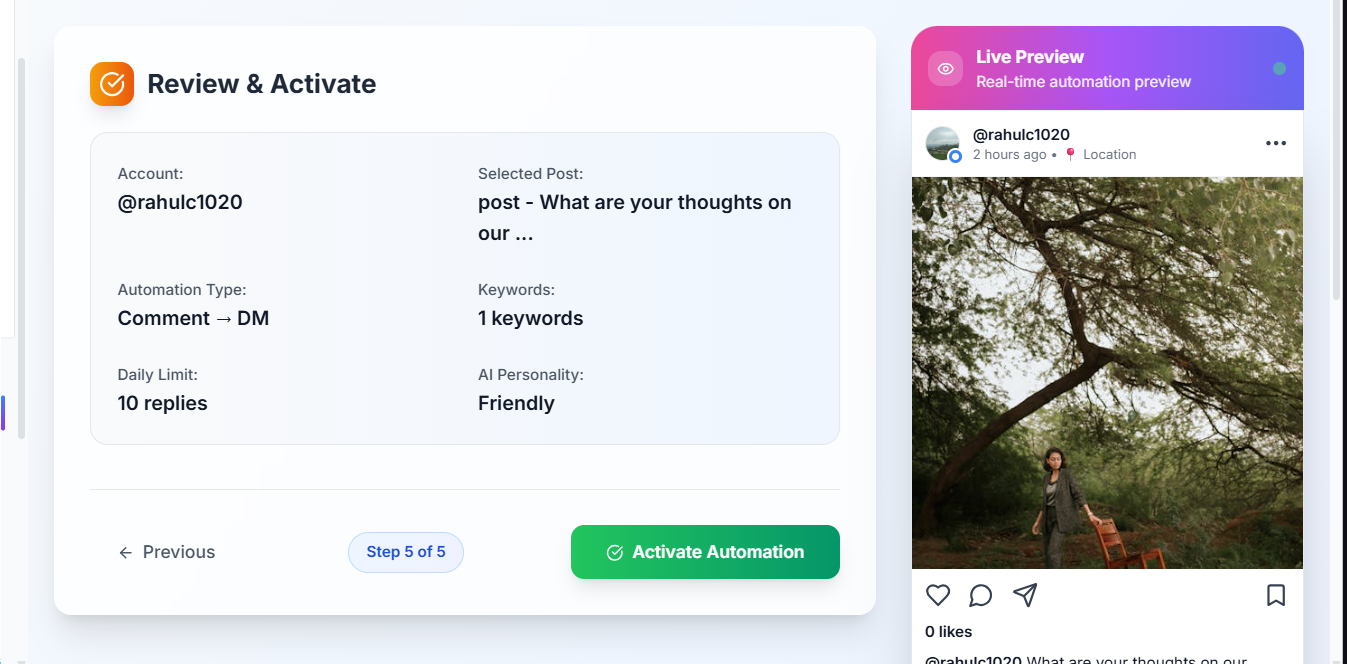 Review & Activate
Account:
@rahulc1020
Selected Post:
post - What are your thoughts on
our ...
Automation Type:
Comment → DM
Keywords:
1 keywords
Daily Limit:
10 replies
AI Personality:
Friendly
← Previous
Step 5 of 5
Activate Automation
Live Preview
Real-time automation preview
@rahulc1020
2 hours ago • 📍 Location
0 likes
@rahulc1020 What are your thoughts on our